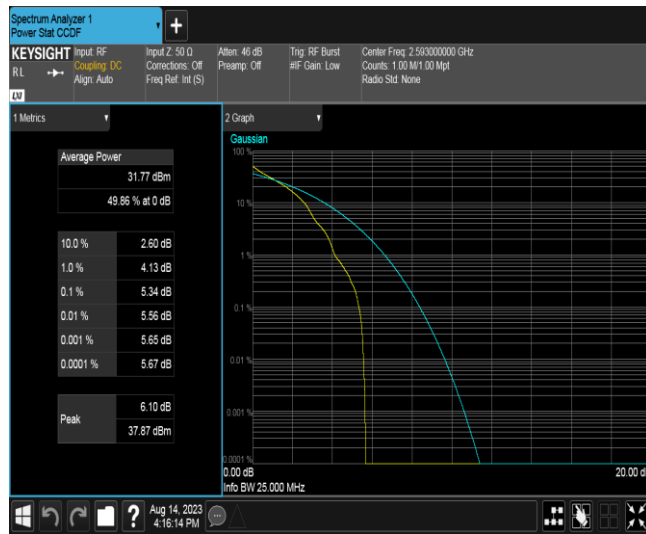 Spectrum Analyzer 1
Power Stat CCDF
+
KEYSIGHT
RL
LXI
Input: RF
Coupling: DC
Align: Auto
Input Z: 50 Ω
Corrections: Off
Freq Ref: Int (S)
Atten: 46 dB
Preamp: Off
Trig: RF Burst
#IF Gain: Low
Center Freq: 2.593000000 GHz
Counts: 1.00 M/1.00 Mpt
Radio Std: None
1 Metrics
Average Power
31.77 dBm
49.86 % at 0 dB
10.0 % 2.60 dB
1.0 % 4.13 dB
0.1 % 5.34 dB
0.01 % 5.56 dB
0.001 % 5.65 dB
0.0001 % 5.67 dB
Peak
6.10 dB
37.87 dBm
2 Graph
Gaussian
100 %
10 %
1 %
0.1 %
0.01 %
0.001 %
0.0001 %
0.00 dB 20.00 d
Info BW 25.000 MHz
?
Aug 14, 2023
4:16:14 PM